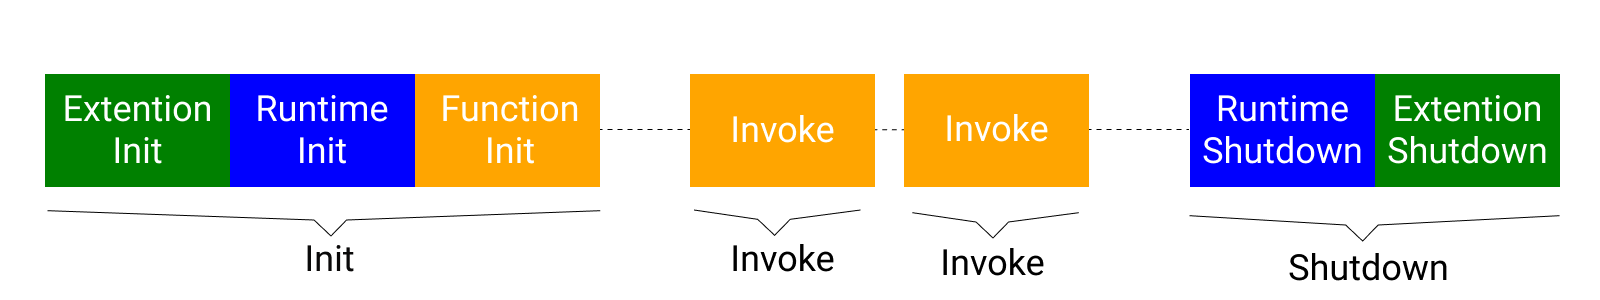 Extention
Init
Runtime
Init
Function
Init
Invoke
Invoke
Runtime
Shutdown
Extention
Shutdown
Init
Invoke
Invoke
Shutdown